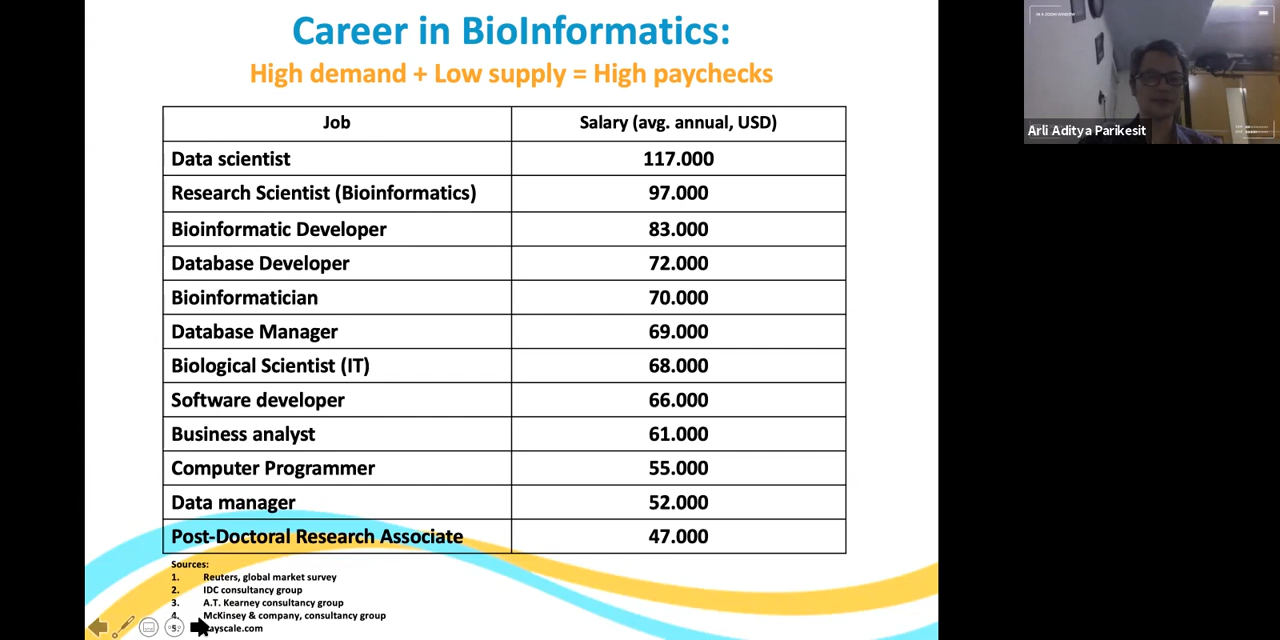 Career in BioInformatics:
High demand + Low supply = High paychecks
Job Salary (avg. annual, USD)
Data scientist 117.000
Research Scientist (Bioinformatics) 97.000
Bioinformatic Developer 83.000
Database Developer 72.000
Bioinformatician 70.000
Database Manager 69.000
Biological Scientist (IT) 68.000
Software developer 66.000
Business analyst 61.000
Computer Programmer 55.000
Data manager 52.000
Post-Doctoral Research Associate 47.000
Sources:
1. Reuters, global market survey
2. IDC consultancy group
3. A.T. Kearney consultancy group
4. McKinsey & company, consultancy group
5. ayscale.com
Arli Aditya Parikesit